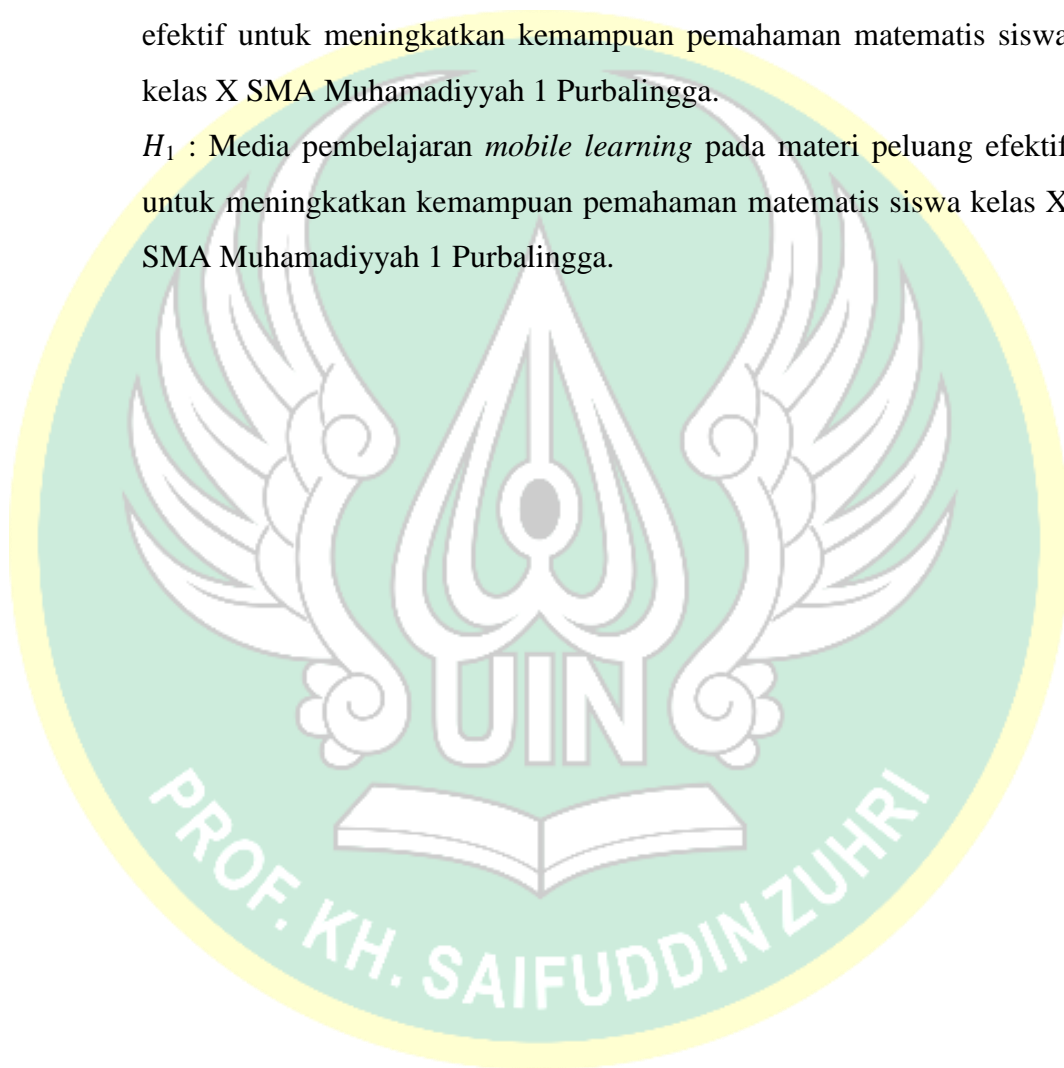 efektif untuk meningkatkan kemampuan pemahaman matematis siswa
kelas X SMA Muhamadiyyah 1 Purbalingga.
H₁ : Media pembelajaran mobile learning pada materi peluang efektif
untuk meningkatkan kemampuan pemahaman matematis siswa kelas X
SMA Muhamadiyyah 1 Purbalingga.
UIN
PROF. KH. SAIFUDDIN ZUHRI